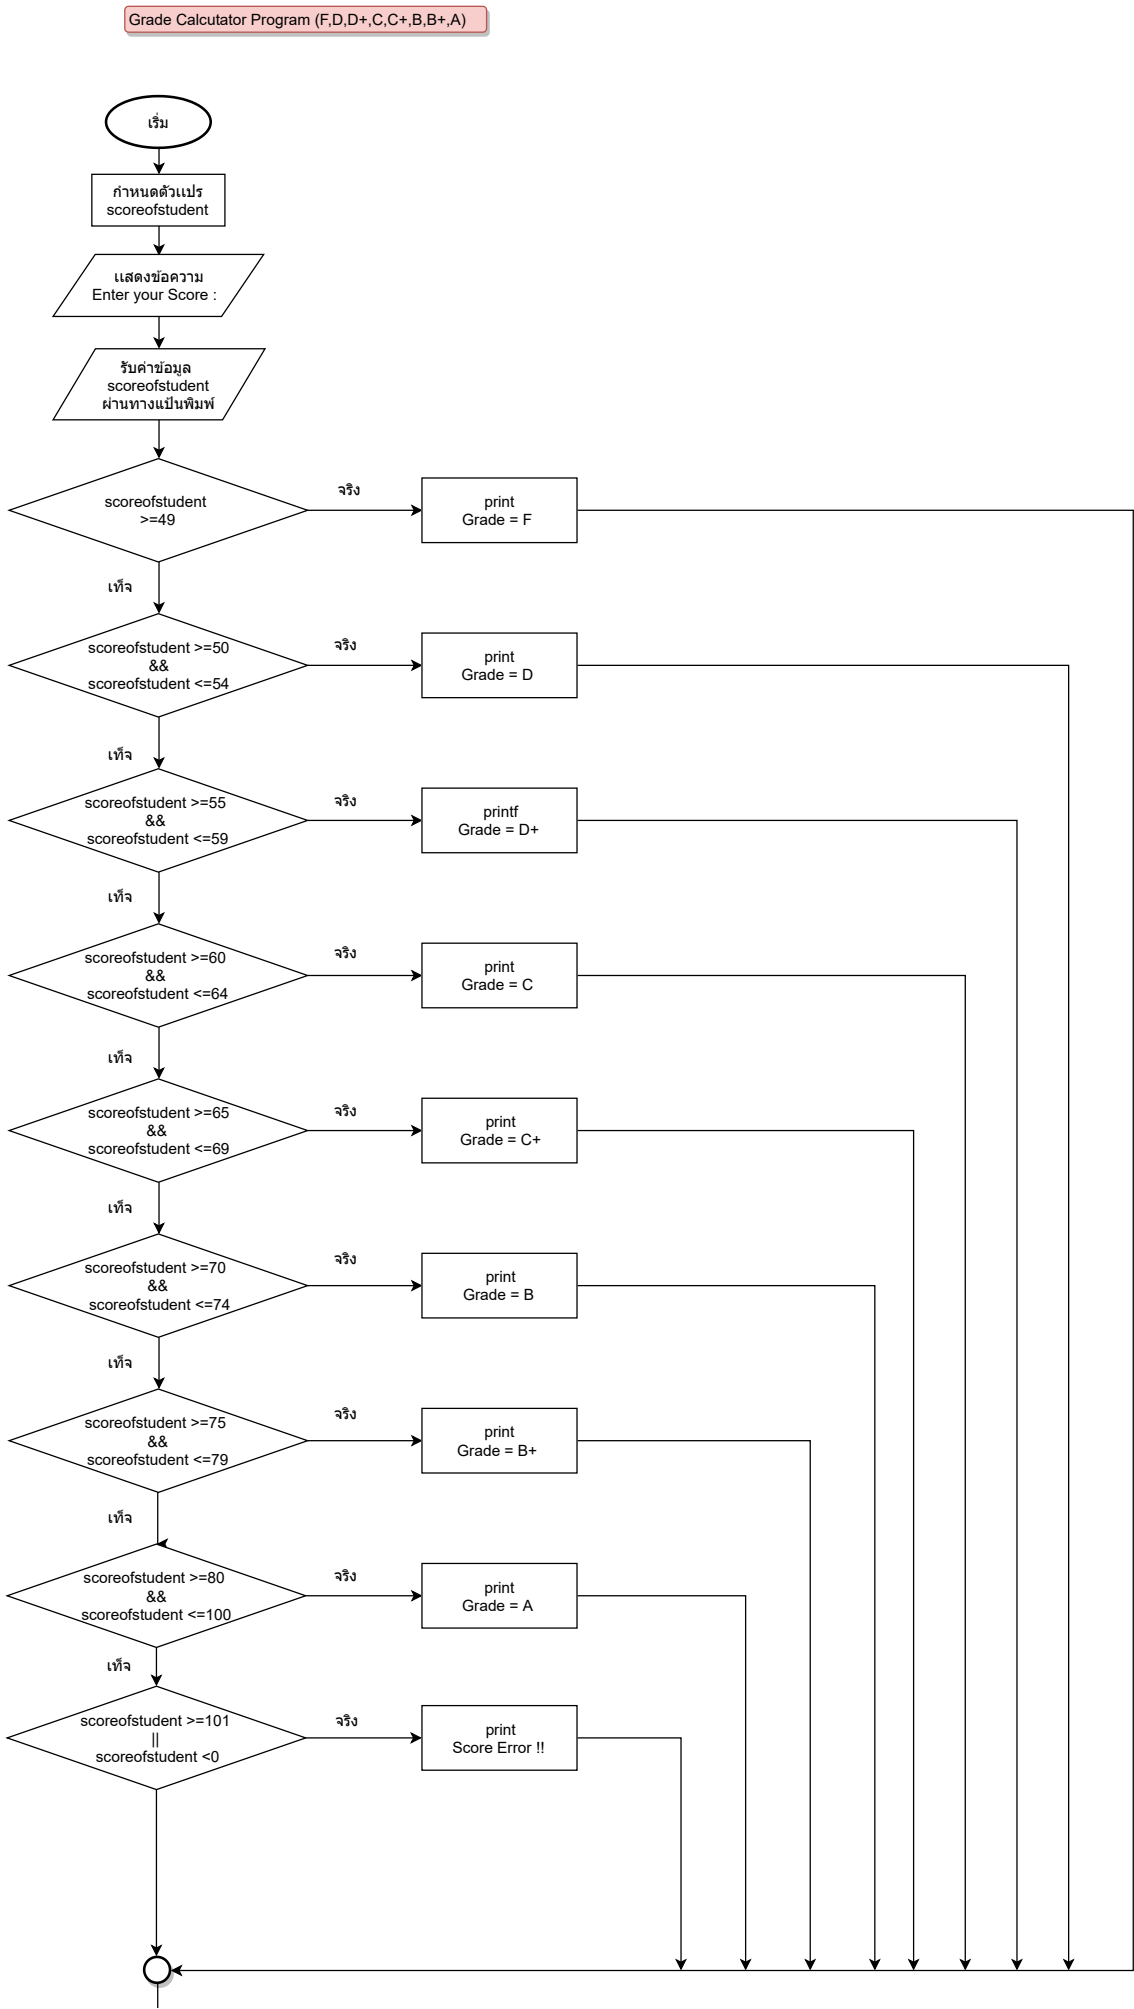 Grade Calcutator Program (F,D,D+,C,C+,B,B+,A)
เริ่ม
กำหนดตัวแปร
scoreofstudent
แสดงข้อความ
Enter your Score :
รับค่าข้อมูล
scoreofstudent
ผ่านทางแป้นพิมพ์
scoreofstudent
>=49
จริง
print
Grade = F
เท็จ
scoreofstudent >=50
&&
scoreofstudent <=54
จริง
print
Grade = D
เท็จ
scoreofstudent >=55
&&
scoreofstudent <=59
จริง
printf
Grade = D+
เท็จ
scoreofstudent >=60
&&
scoreofstudent <=64
จริง
print
Grade = C
เท็จ
scoreofstudent >=65
&&
scoreofstudent <=69
จริง
print
Grade = C+
เท็จ
scoreofstudent >=70
&&
scoreofstudent <=74
จริง
print
Grade = B
เท็จ
scoreofstudent >=75
&&
scoreofstudent <=79
จริง
print
Grade = B+
เท็จ
scoreofstudent >=80
&&
scoreofstudent <=100
จริง
print
Grade = A
เท็จ
scoreofstudent >=101
||
scoreofstudent <0
จริง
print
Score Error !!